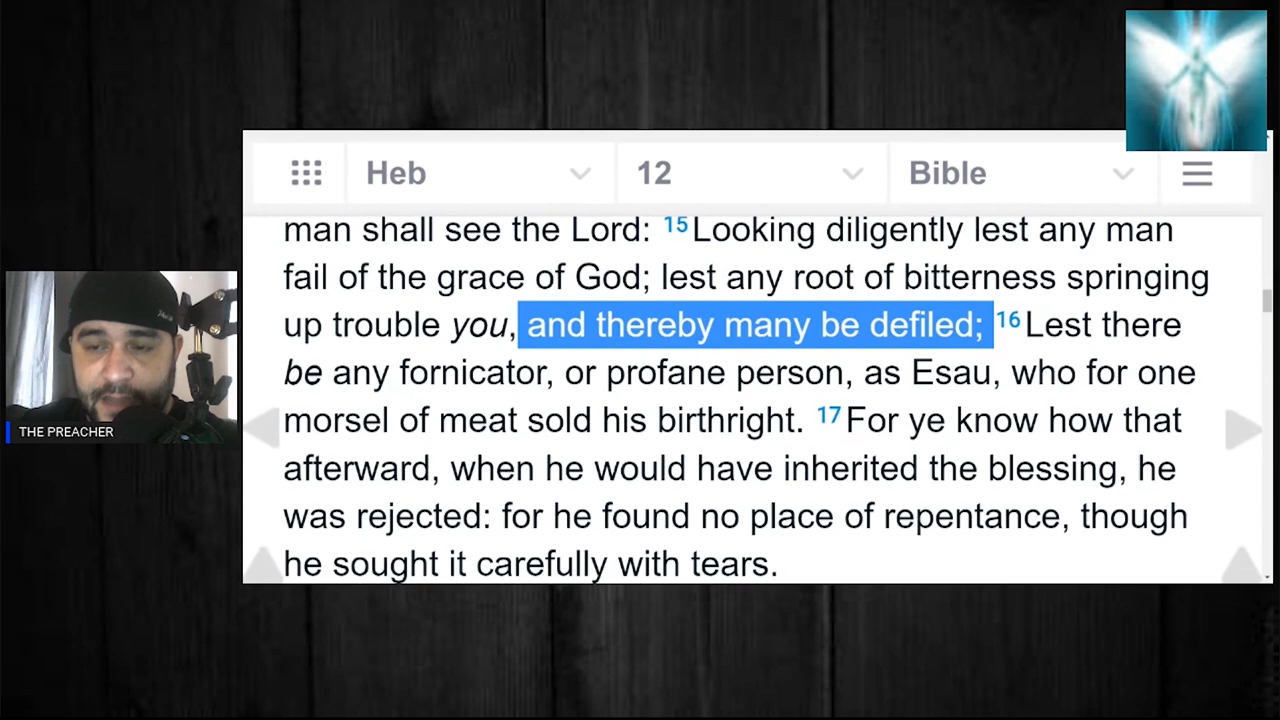 Heb 12 Bible
man shall see the Lord: 15 Looking diligently lest any man
fail of the grace of God; lest any root of bitterness springing
up trouble you, and thereby many be defiled; 16 Lest there
be any fornicator, or profane person, as Esau, who for one
morsel of meat sold his birthright. 17 For ye know how that
afterward, when he would have inherited the blessing, he
was rejected: for he found no place of repentance, though
he sought it carefully with tears.
THE PREACHER